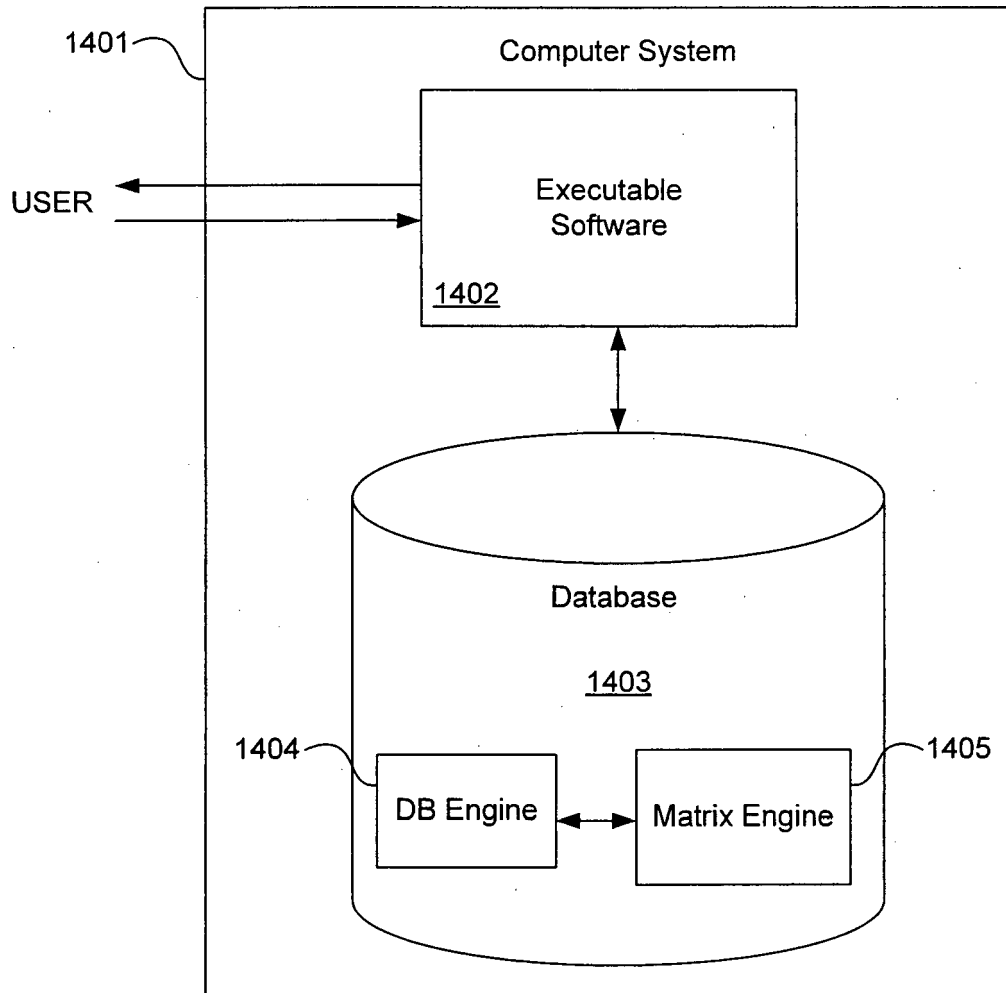 1401
Computer System
USER
Executable
Software
1402
Database
1403
1404
1405
DB Engine
Matrix Engine